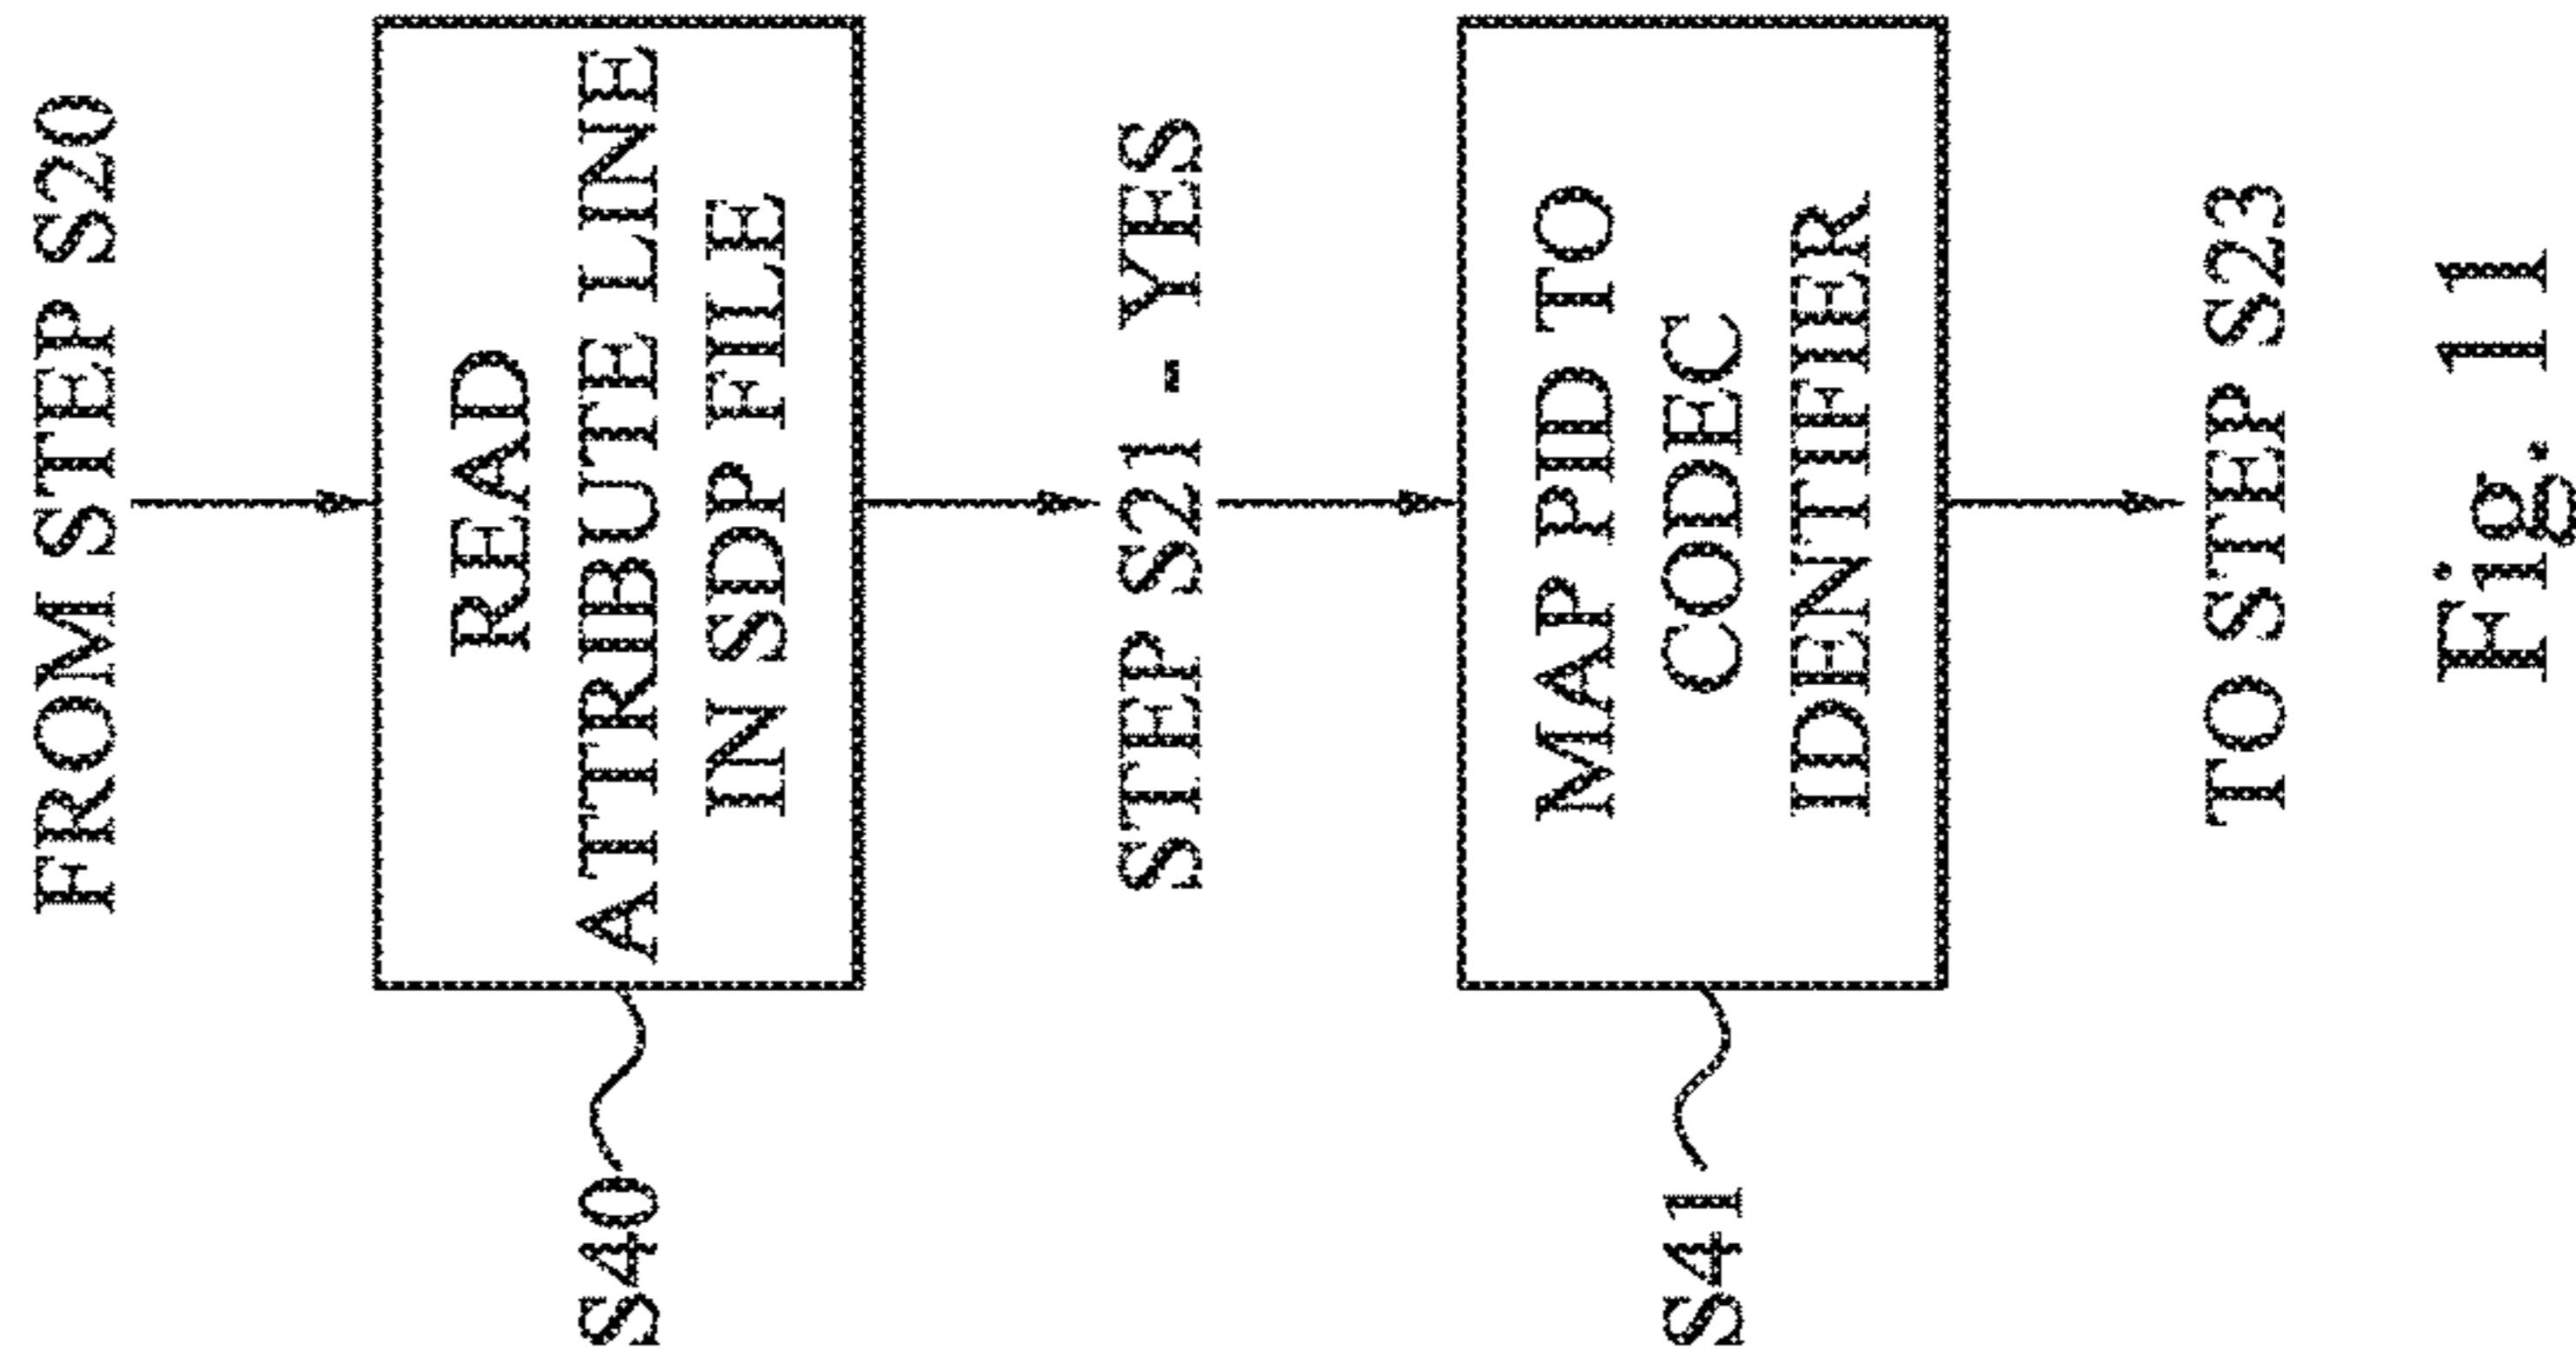 FROM STEP S20
READ
ATTRIBUTE LINE
IN SDP FILE
S40
STEP S21 - YES
MAP PID TO
CODEC
IDENTIFIER
S41
TO STEP S23
Fig. 11